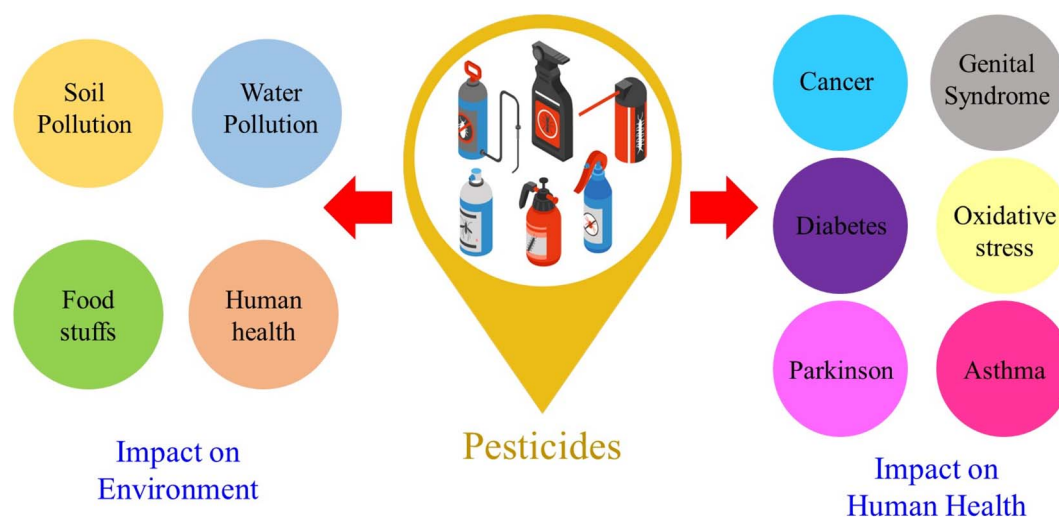 Soil
Pollution
Water
Pollution
Food
stuffs
Human
health
Impact on
Environment
Pesticides
Cancer
Genital
Syndrome
Diabetes
Oxidative
stress
Parkinson
Asthma
Impact on
Human Health